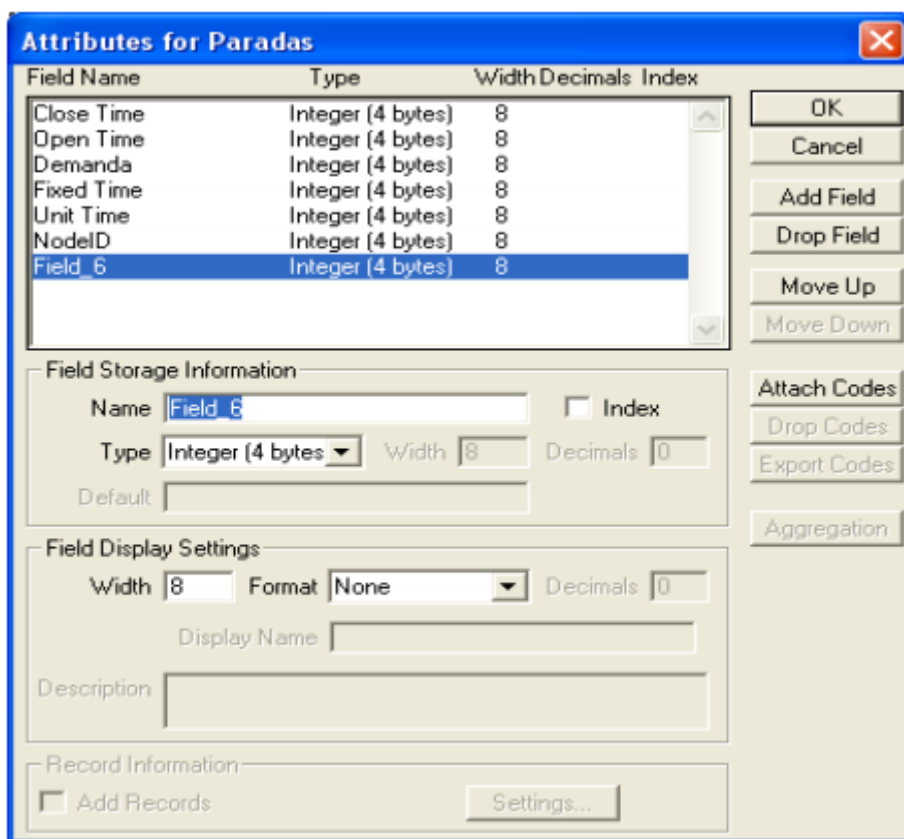 Attributes for Paradas
Field Name Type Width Decimals Index
Close Time Integer (4 bytes) 8
Open Time Integer (4 bytes) 8
Demanda Integer (4 bytes) 8
Fixed Time Integer (4 bytes) 8
Unit Time Integer (4 bytes) 8
NodeID Integer (4 bytes) 8
Field_6 Integer (4 bytes) 8
OK
Cancel
Add Field
Drop Field
Move Up
Move Down
Attach Codes
Drop Codes
Export Codes
Aggregation
Field Storage Information
Name Field_6 Index
Type Integer (4 bytes Width 8 Decimals 0
Default
Field Display Settings
Width 8 Format None Decimals 0
Display Name
Description
Record Information
Add Records Settings...